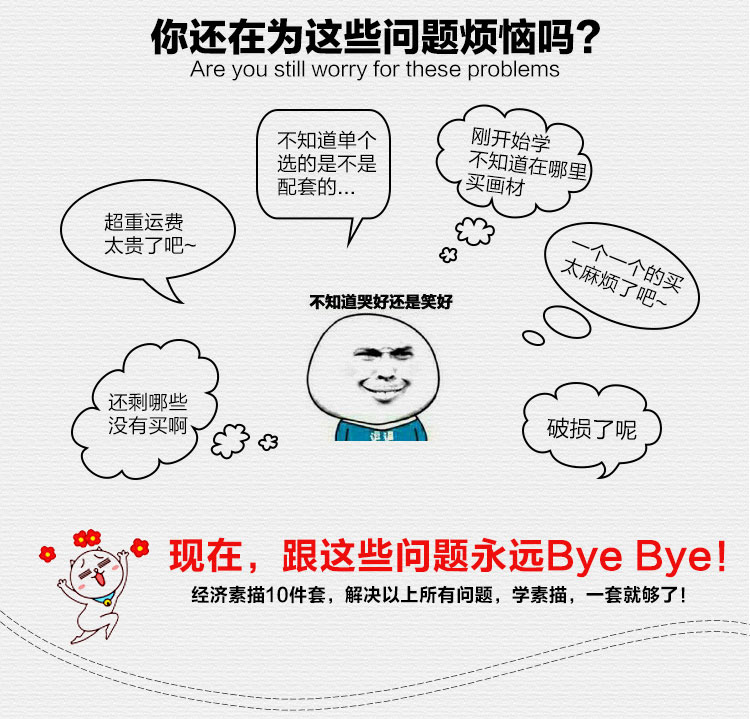 你还在为这些问题烦恼吗?
Are you still worry for these problems
不知道单个
选的是不是
配套的...
刚开始学
不知道在哪里
买画材
超重运费
太贵了吧~
一个一个的买
太麻烦了吧~
不知道哭好还是笑好
还剩哪些
没有买啊
破损了呢
现在，跟这些问题永远Bye Bye!
经济素描10件套，解决以上所有问题，学素描，一套就够了!